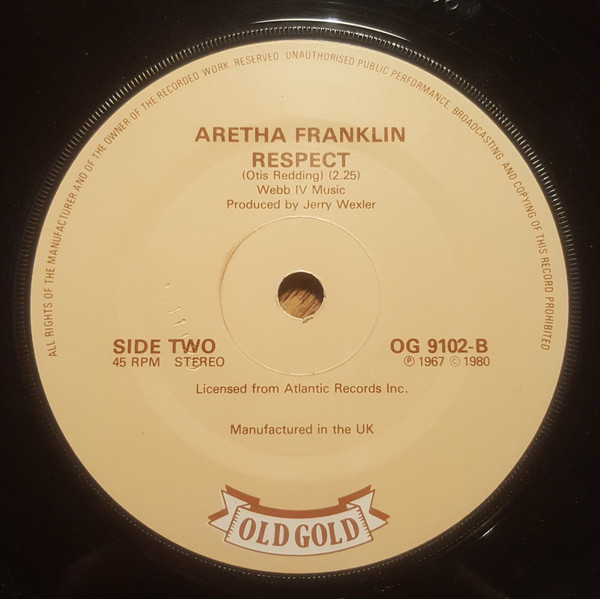 ALL RIGHTS OF THE MANUFACTURER AND OF THE OWNER OF THE RECORDED WORK RESERVED. UNAUTHORISED PUBLIC PERFORMANCE, BROADCASTING AND COPYING OF THIS RECORD PROHIBITED
ARETHA FRANKLIN
RESPECT
(Otis Redding) (2.25)
Webb IV Music
Produced by Jerry Wexler
SIDE TWO
45 RPM STEREO
OG 9102-B
℗ 1967 © 1980
Licensed from Atlantic Records Inc.
Manufactured in the UK
OLD GOLD